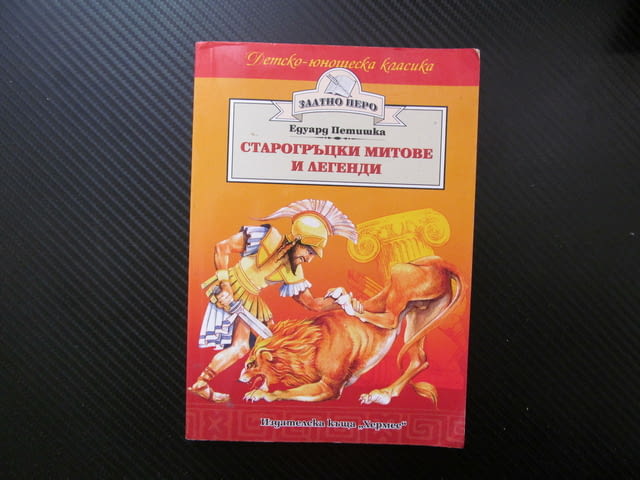 Детско-юношеска класика
ЗЛАТНО ПЕРО
Едуард Петишка
СТАРОГРЪЦКИ МИТОВЕ
И ЛЕГЕНДИ
Издателска къща „Хермес“